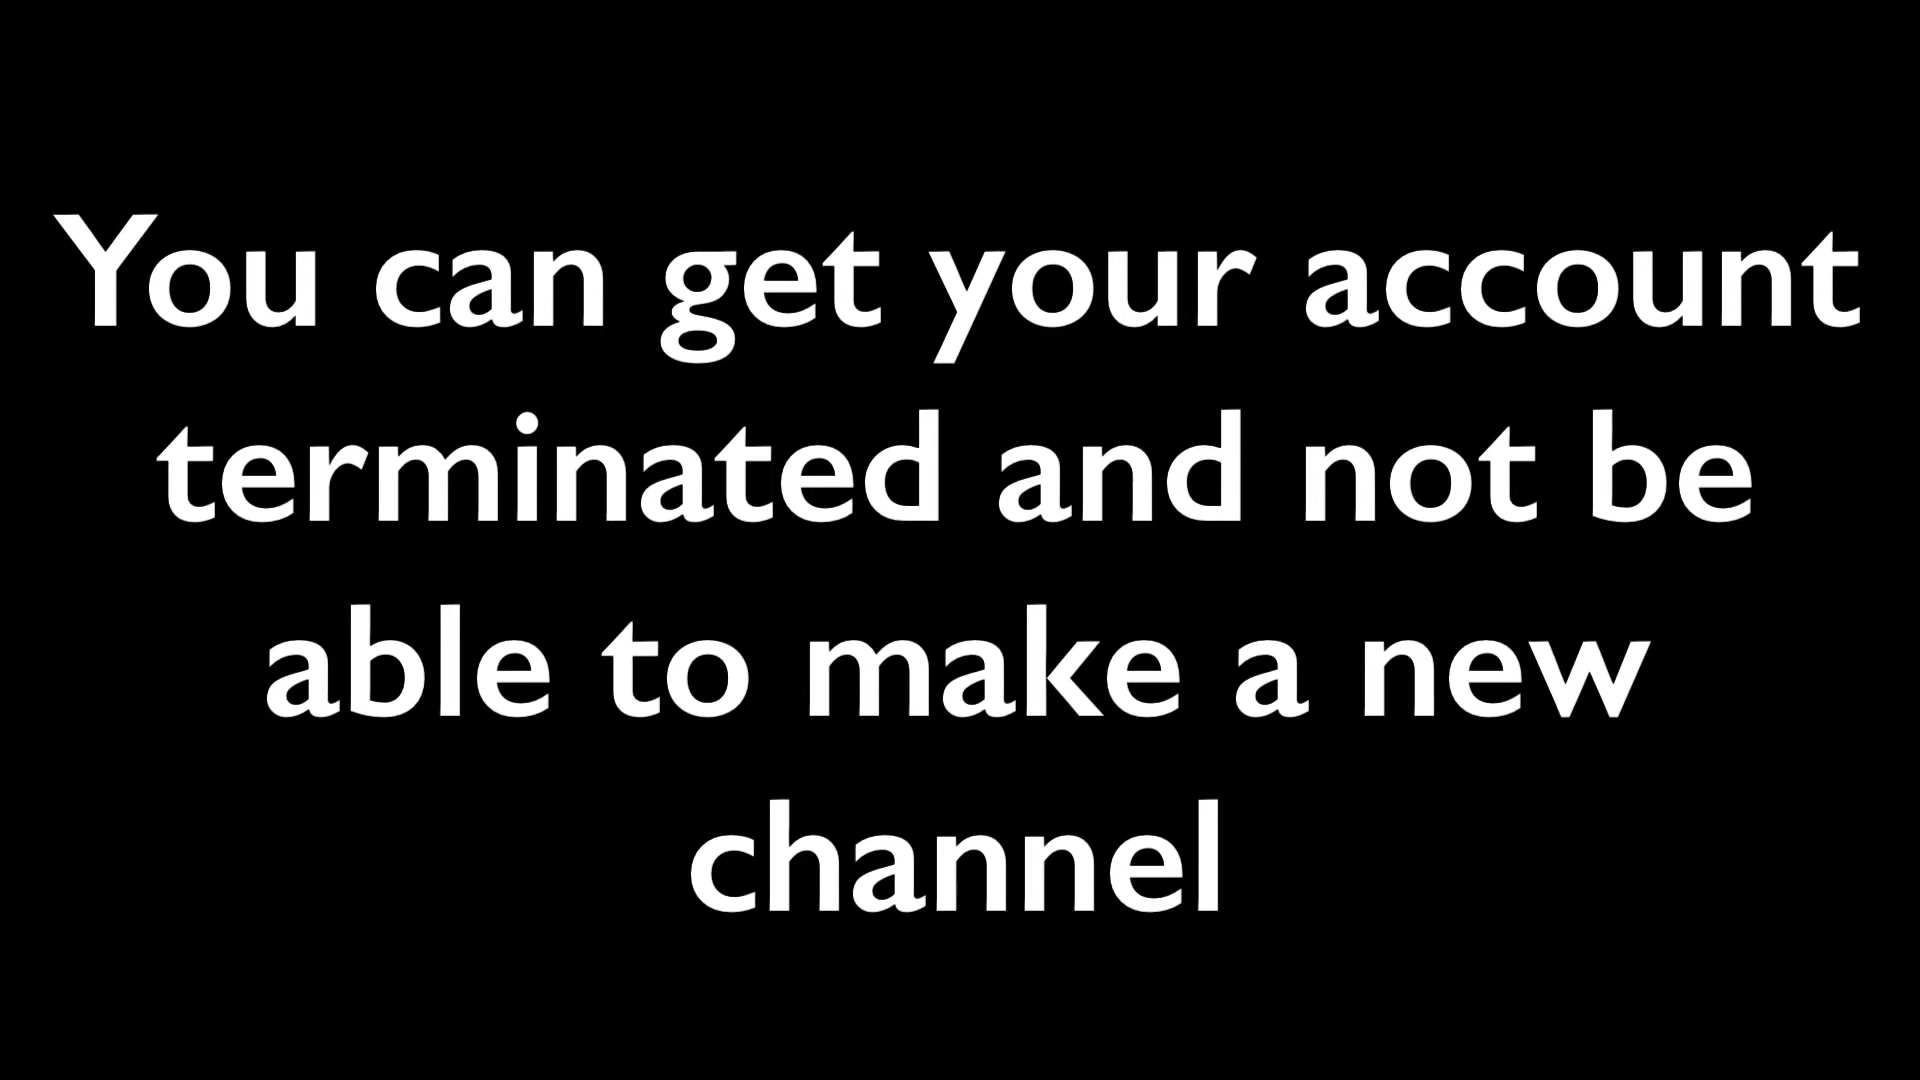 You can get your account
terminated and not be
able to make a new
channel